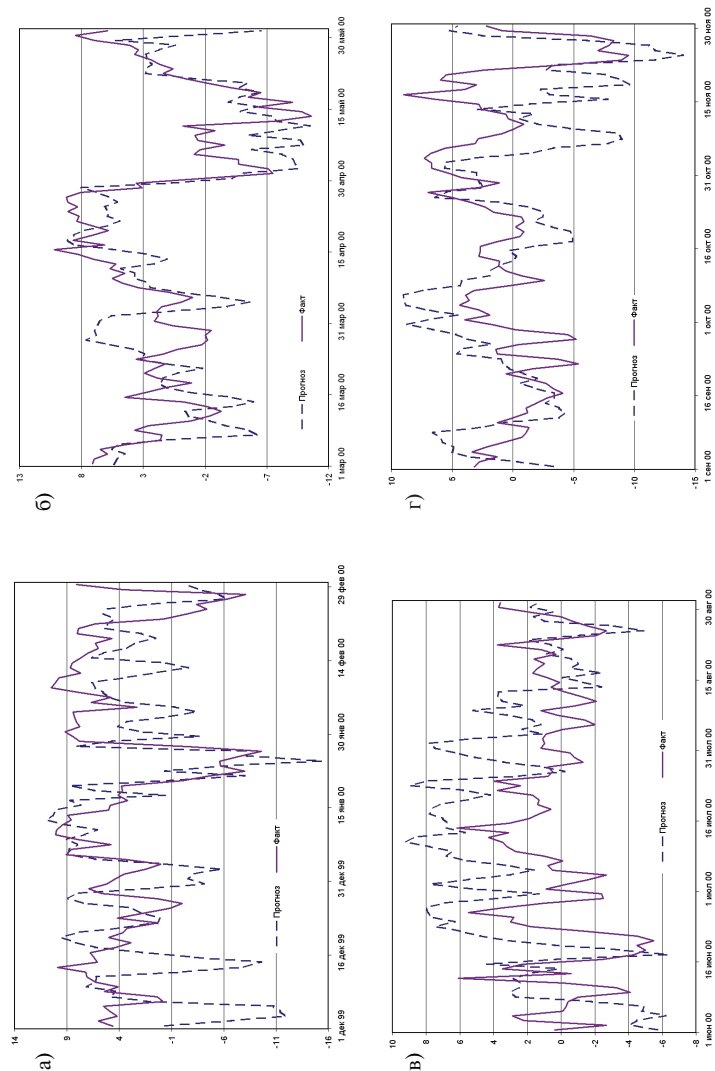 а)
14
9
4
-1
-6
-11
-16
Прогноз Факт
1 дек 99 16 дек 99 31 дек 99 15 янв 00 30 янв 00 14 фев 00 29 фев 00
б)
13
8
3
-2
-7
-12
Прогноз Факт
1 мар 00 16 мар 00 31 мар 00 15 апр 00 30 апр 00 15 май 00 30 май 00
в)
10
8
6
4
2
0
-2
-4
-6
-8
Прогноз Факт
1 июн 00 16 июн 00 1 июл 00 16 июл 00 31 июл 00 15 авг 00 30 авг 00
г)
10
5
0
-5
-10
-15
Прогноз Факт
1 сен 00 16 сен 00 1 окт 00 16 окт 00 31 окт 00 15 ноя 00 30 ноя 00